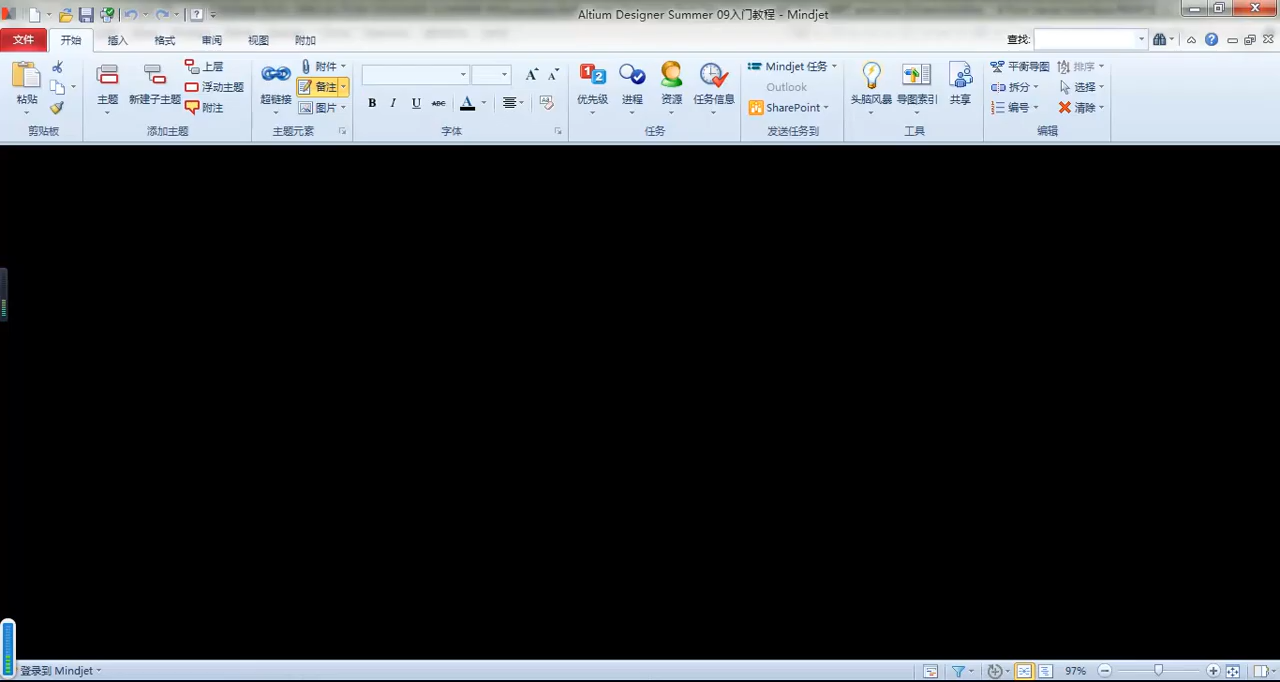 Altium Designer Summer 09入门教程 - Mindjet
文件 开始 插入 格式 审阅 视图 附加 查找:
粘贴
剪贴板
主题 新建子主题 上层 浮动主题 附注
添加主题
超链接 附件 备注 图片
主题元素
B I U abc A
字体
优先级 进程 资源 任务信息
任务
Mindjet 任务
Outlook
SharePoint
发送任务到
头脑风暴 导图索引 共享
工具
平衡导图 排序
拆分 选择
编号 清除
编辑
登录到 Mindjet 97%